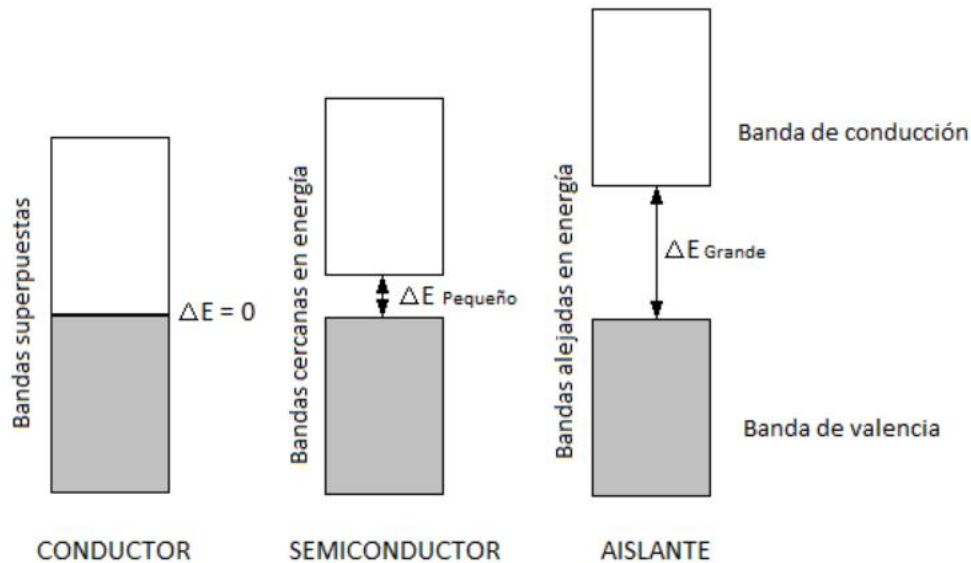 Bandas superpuestas
ΔE = 0
CONDUCTOR
Bandas cercanas en energía
ΔE Pequeño
SEMICONDUCTOR
Bandas alejadas en energía
ΔE Grande
AISLANTE
Banda de conducción
Banda de valencia